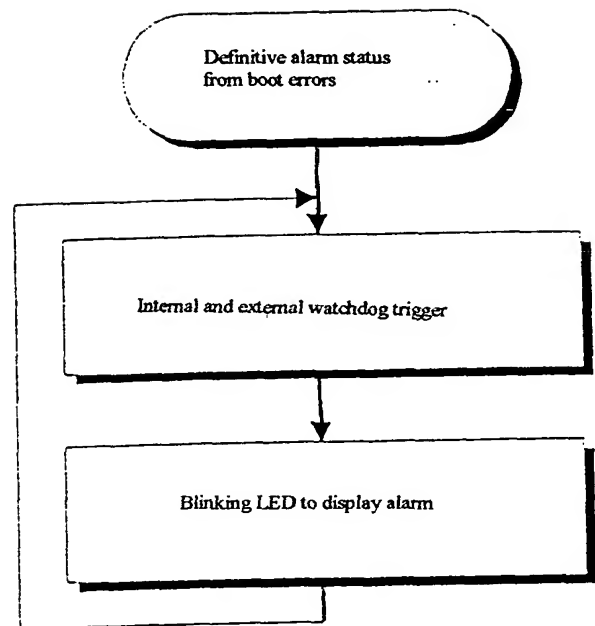 Definitive alarm status
from boot errors
Internal and external watchdog trigger
Blinking LED to display alarm